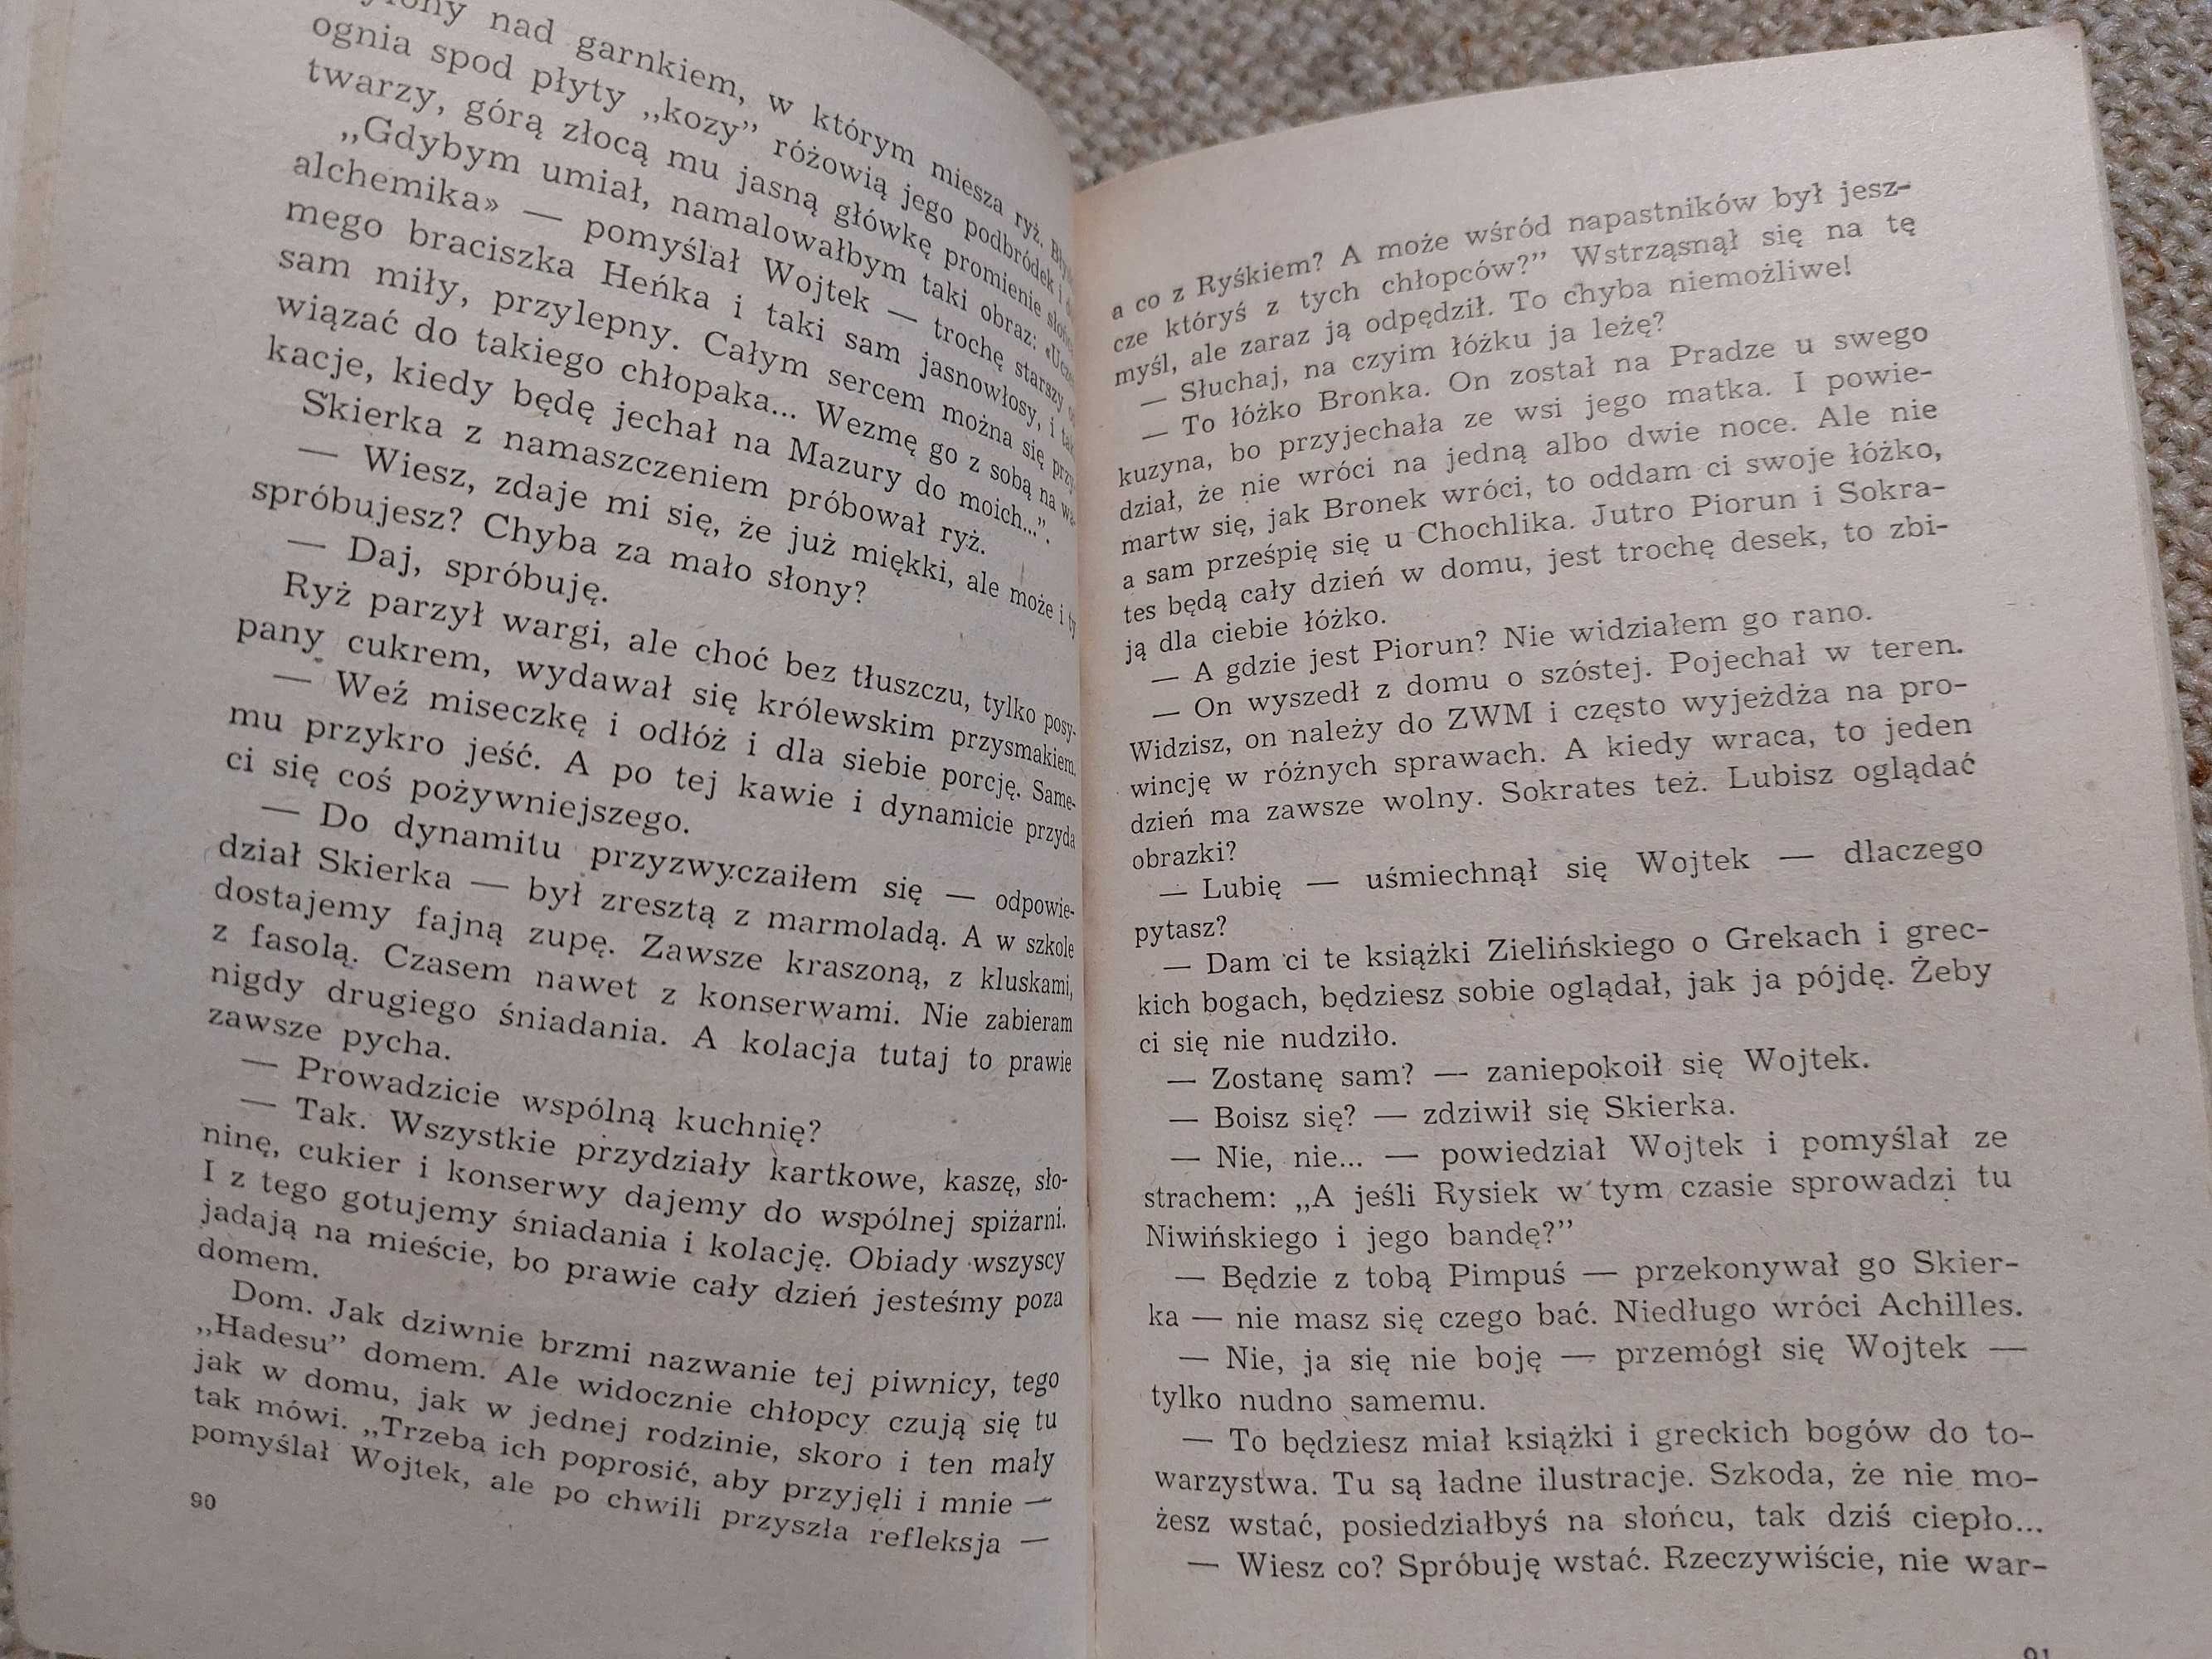 nad garnkiem, w którym miesza ryż.
ognia spod płyty „kozy” różowią jego podbródek i
twarzy, górą złocą mu jasną główkę promienie
„Gdybym umiał, namalowałbym taki obraz:
alchemika» — pomyślał Wojtek — trochę starszy
mego braciszka Heńka i taki sam jasnowłosy, i
sam miły, przylepny. Całym sercem można się przy-
wiązać do takiego chłopaka... Wezmę go z sobą na wa-
kacje, kiedy będę jechał na Mazury do moich...”.
Skierka z namaszczeniem próbował ryż.
— Wiesz, zdaje mi się, że już miękki, ale może i ty
spróbujesz? Chyba za mało słony?
— Daj, spróbuję.
Ryż parzył wargi, ale choć bez tłuszczu, tylko posy-
pany cukrem, wydawał się królewskim przysmakiem.
— Weź miseczkę i odłóż i dla siebie porcję. Same-
mu przykro jeść. A po tej kawie i dynamicie przyda
ci się coś pożywniejszego.
— Do dynamitu przyzwyczaiłem się — odpowie-
dział Skierka — był zresztą z marmoladą. A w szkole
dostajemy fajną zupę. Zawsze kraszoną, z kluskami,
z fasolą. Czasem nawet z konserwami. Nie zabieram
nigdy drugiego śniadania. A kolacja tutaj to prawie
zawsze pycha.
— Prowadzicie wspólną kuchnię?
— Tak. Wszystkie przydziały kartkowe, kaszę, sło-
ninę, cukier i konserwy dajemy do wspólnej spiżarni.
I z tego gotujemy śniadania i kolację. Obiady wszyscy
jadają na mieście, bo prawie cały dzień jesteśmy poza
domem.
Dom. Jak dziwnie brzmi nazwanie tej piwnicy, tego
„Hadesu” domem. Ale widocznie chłopcy czują się tu
jak w domu, jak w jednej rodzinie, skoro i ten mały
tak mówi. „Trzeba ich poprosić, aby przyjęli i mnie —
pomyślał Wojtek, ale po chwili przyszła refleksja —
90
a co z Ryśkiem? A może wśród napastników był jesz-
cze któryś z tych chłopców?” Wstrząsnął się na tę
myśl, ale zaraz ją odpędził. To chyba niemożliwe!
— Słuchaj, na czyim łóżku ja leżę?
— To łóżko Bronka. On został na Pradze u swego
kuzyna, bo przyjechała ze wsi jego matka. I powie-
dział, że nie wróci na jedną albo dwie noce. Ale nie
martw się, jak Bronek wróci, to oddam ci swoje łóżko,
a sam prześpię się u Chochlika. Jutro Piorun i Sokra-
tes będą cały dzień w domu, jest trochę desek, to zbi-
ją dla ciebie łóżko.
— A gdzie jest Piorun? Nie widziałem go rano.
— On wyszedł z domu o szóstej. Pojechał w teren.
Widzisz, on należy do ZWM i często wyjeżdża na pro-
wincję w różnych sprawach. A kiedy wraca, to jeden
dzień ma zawsze wolny. Sokrates też. Lubisz oglądać
obrazki?
— Lubię — uśmiechnął się Wojtek — dlaczego
pytasz?
— Dam ci te książki Zielińskiego o Grekach i grec-
kich bogach, będziesz sobie oglądał, jak ja pójdę. Żeby
ci się nie nudziło.
— Zostanę sam? — zaniepokoił się Wojtek.
— Boisz się? — zdziwił się Skierka.
— Nie, nie... — powiedział Wojtek i pomyślał ze
strachem: „A jeśli Rysiek w tym czasie sprowadzi tu
Niwińskiego i jego bandę?”
— Będzie z tobą Pimpuś — przekonywał go Skier-
ka — nie masz się czego bać. Niedługo wróci Achilles.
— Nie, ja się nie boję — przemógł się Wojtek —
tylko nudno samemu.
— To będziesz miał książki i greckich bogów do to-
warzystwa. Tu są ładne ilustracje. Szkoda, że nie mo-
żesz wstać, posiedziałbyś na słońcu, tak dziś ciepło...
— Wiesz co? Spróbuję wstać. Rzeczywiście, nie war-
91